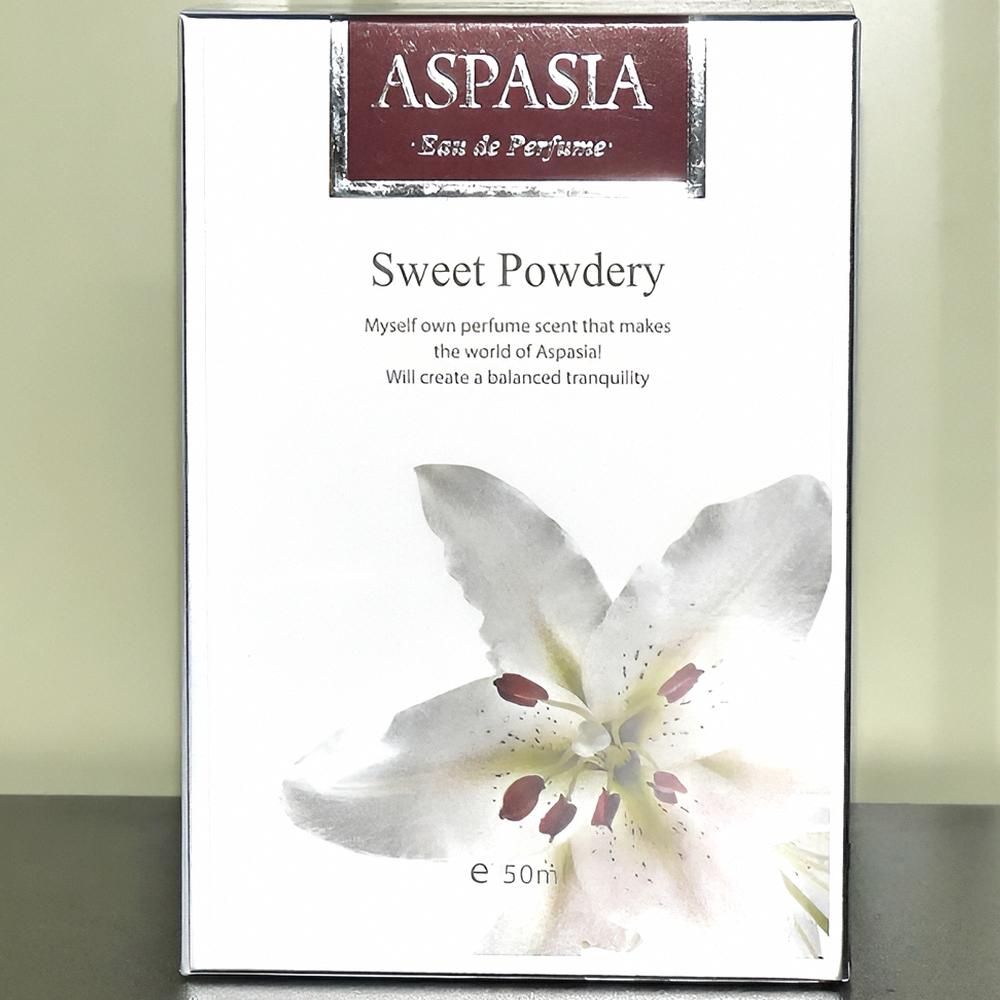 ASPASIA
·Eau de Perfume·
Sweet Powdery
Myself own perfume scent that makes
the world of Aspasia!
Will create a balanced tranquility
e 50m